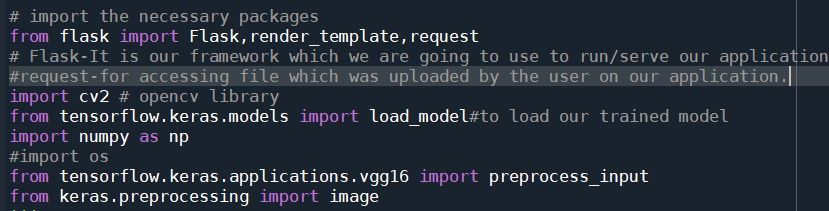 # import the necessary packages
from flask import Flask,render_template,request
# Flask-It is our framework which we are going to use to run/serve our application
#request-for accessing file which was uploaded by the user on our application.
import cv2 # opencv library
from tensorflow.keras.models import load_model#to load our trained model
import numpy as np
#import os
from tensorflow.keras.applications.vgg16 import preprocess_input
from keras.preprocessing import image